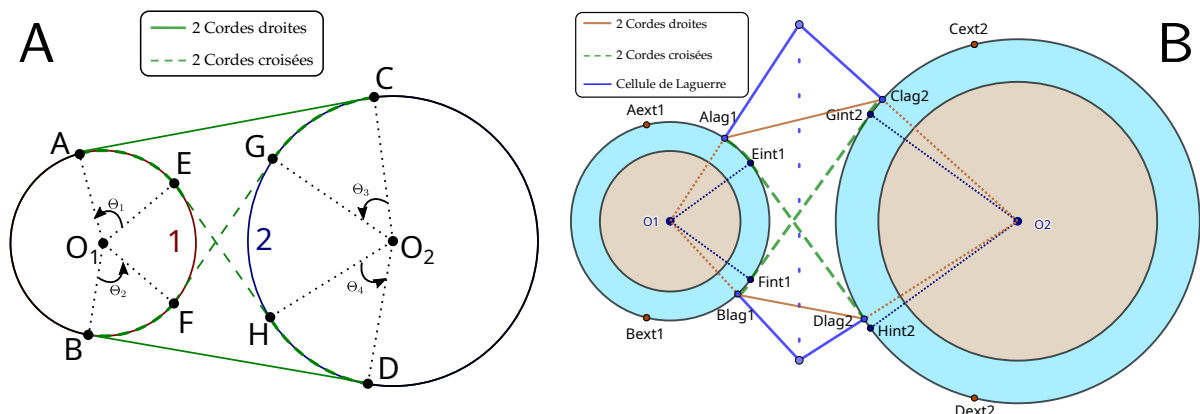 A
2 Cordes droites
2 Cordes croisées
C
A
E
G
Θ1
Θ3
O1
1
2
O2
Θ2
Θ4
F
H
B
D
B
2 Cordes droites
2 Cordes croisées
Cellule de Laguerre
Cext2
Clag2
Aext1
Alag1
Gint2
Eint1
O1
O2
Fint1
Blag1
Dlag2
Hint2
Bext1
Dext2